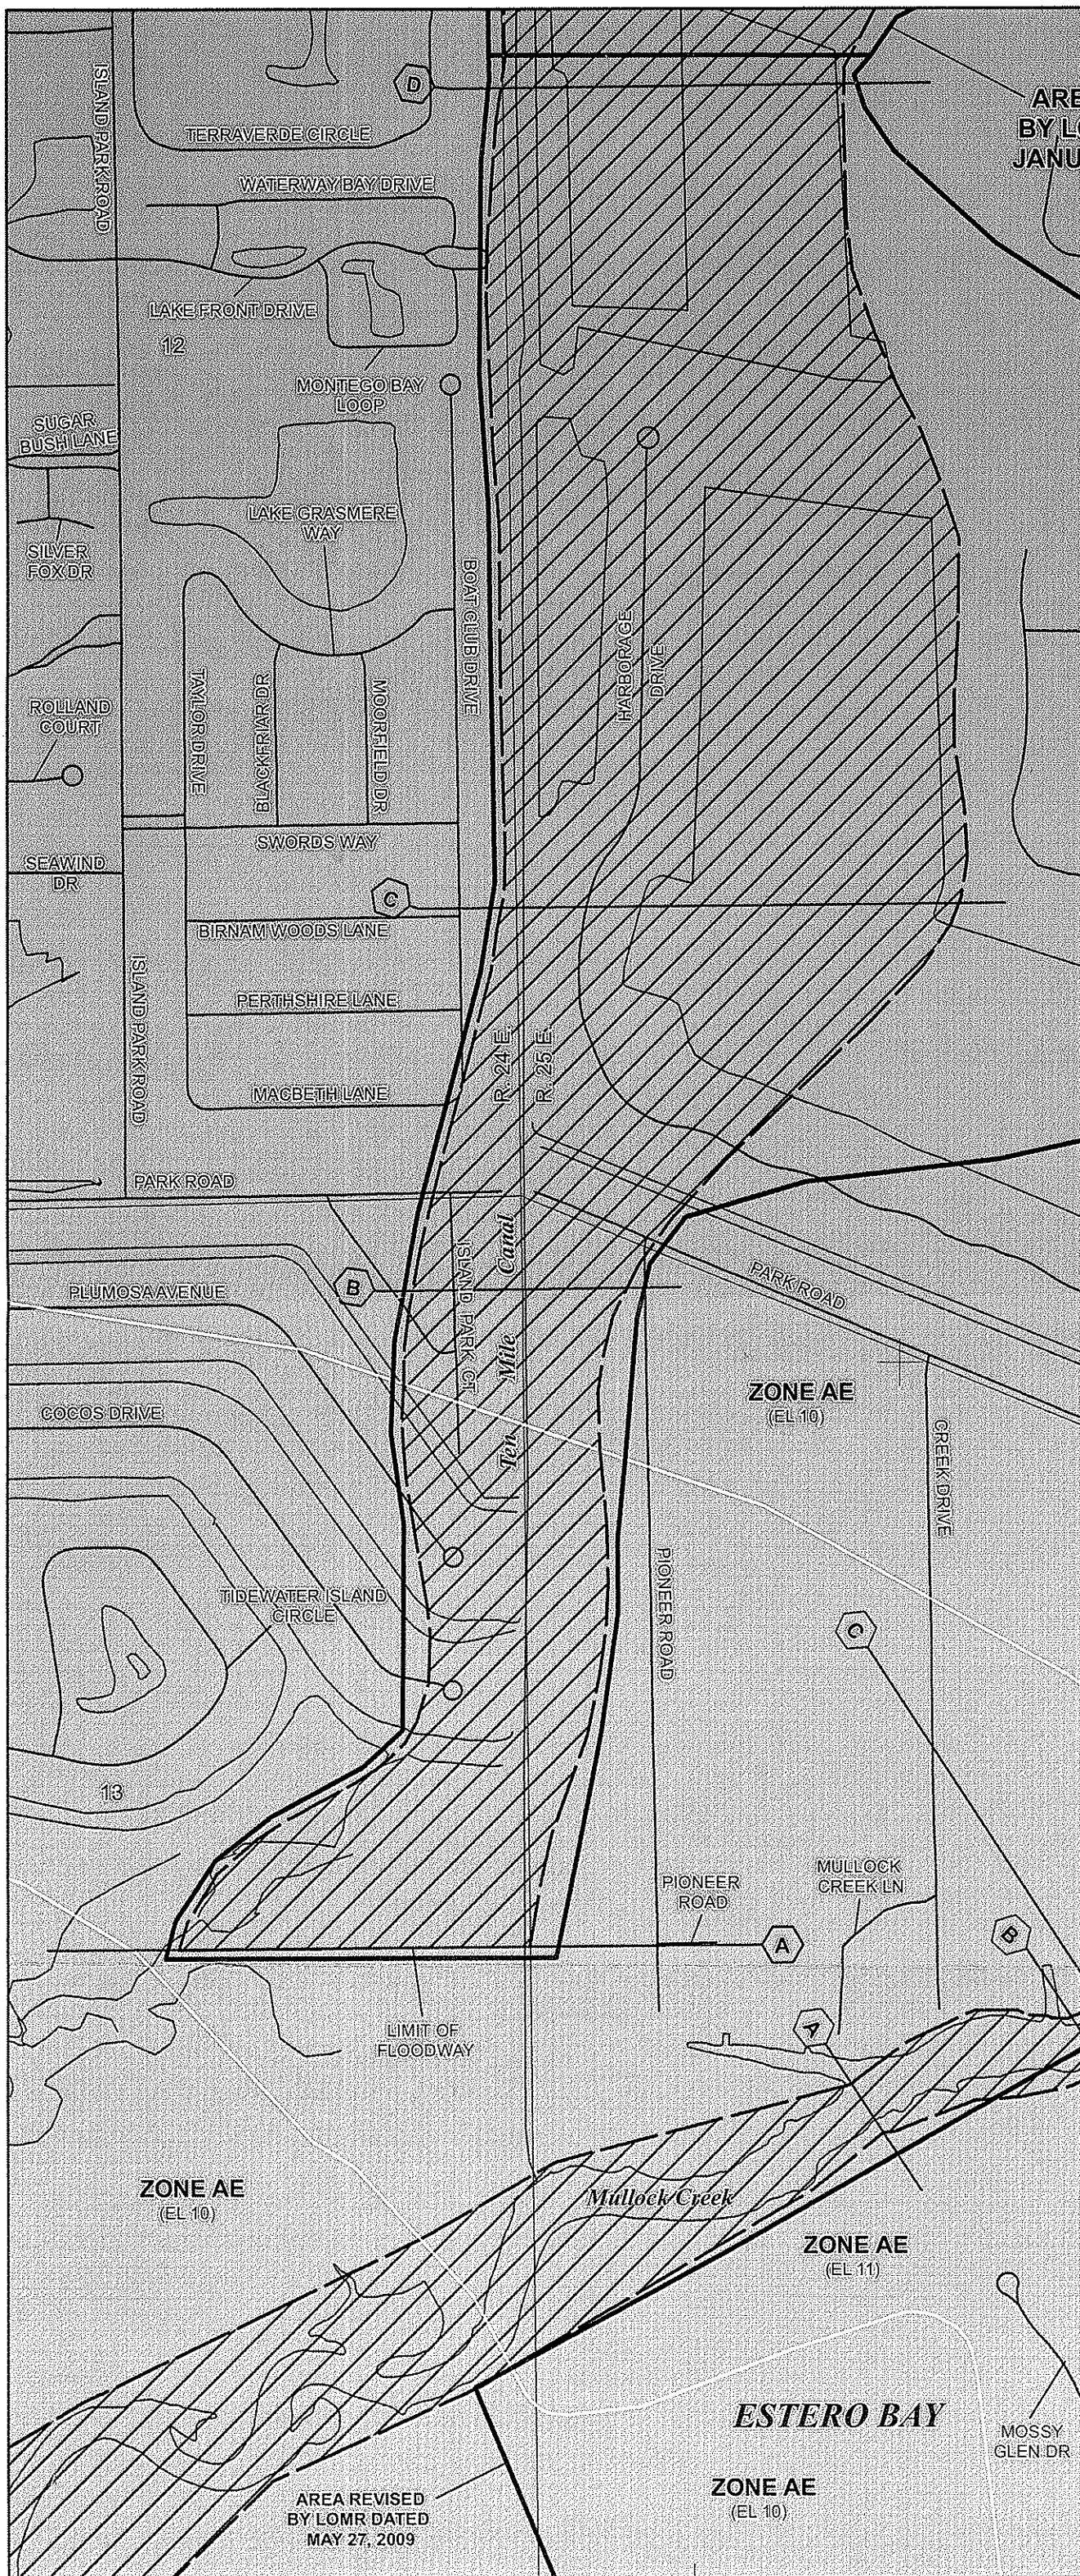 D
ISLAND PARK ROAD
TERRAVERDE CIRCLE
WATERWAY BAY DRIVE
ARE
BY L
JANU
LAKE FRONT DRIVE
12
MONTEGO BAY
LOOP
SUGAR
BUSH LANE
LAKE GRASMERE
WAY
SILVER
FOX DR
BOAT CLUB DRIVE
HARBORAGE
DRIVE
ROLLAND
COURT
TAYLOR DRIVE
BLACKFRIAR DR
MOORFIELD DR
SWORDS WAY
SEAWIND
DR
C
BIRNAM WOODS LANE
ISLAND PARK ROAD
PERTHSHIRE LANE
R. 24 E.
R. 25 E.
MACBETH LANE
PARK ROAD
B
ISLAND PARK CT
Ten Mile Canal
PARK ROAD
PLUMOSA AVENUE
ZONE AE
(EL 10)
COCOS DRIVE
CREEK DRIVE
PIONEER ROAD
TIDEWATER ISLAND
CIRCLE
C
13
PIONEER
ROAD
MULLOCK
CREEK LN
A
B
LIMIT OF
FLOODWAY
A
ZONE AE
(EL 10)
Mullock Creek
ZONE AE
(EL 11)
ESTERO BAY
MOSSY
GLEN DR
ZONE AE
(EL 10)
AREA REVISED
BY LOMR DATED
MAY 27, 2009